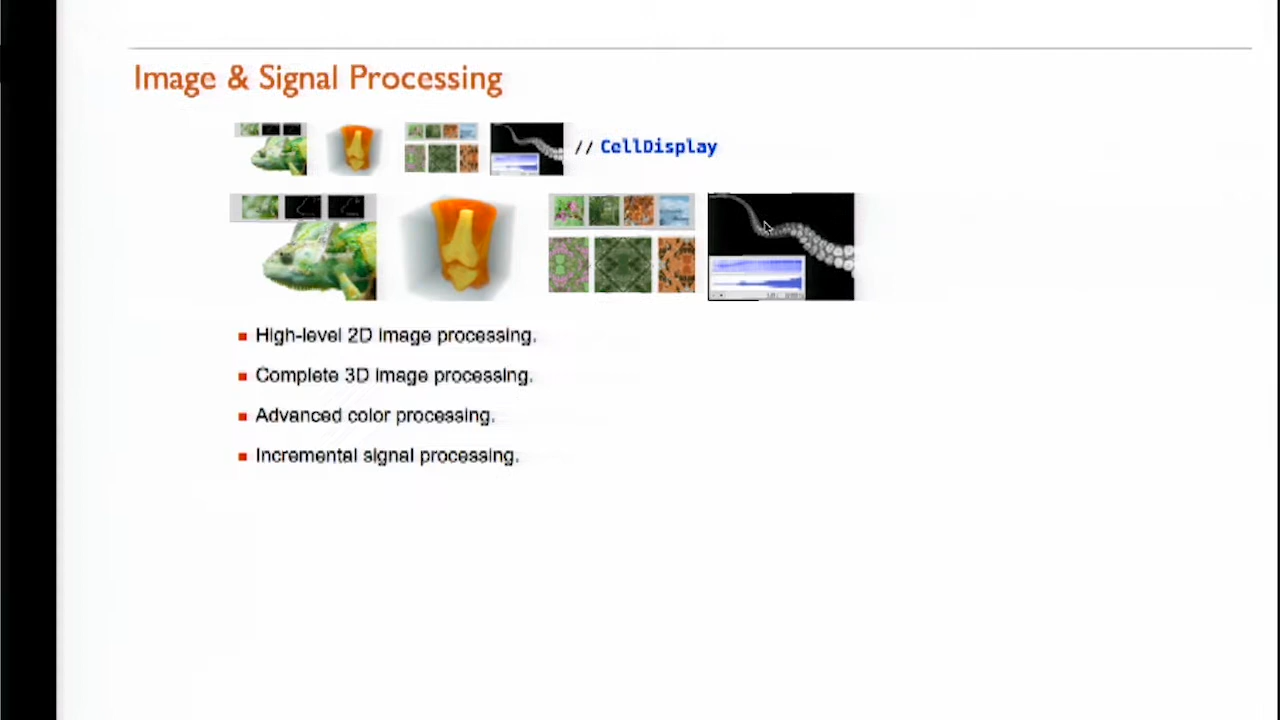 Image & Signal Processing
// CellDisplay
High-level 2D image processing.
Complete 3D image processing.
Advanced color processing.
Incremental signal processing.